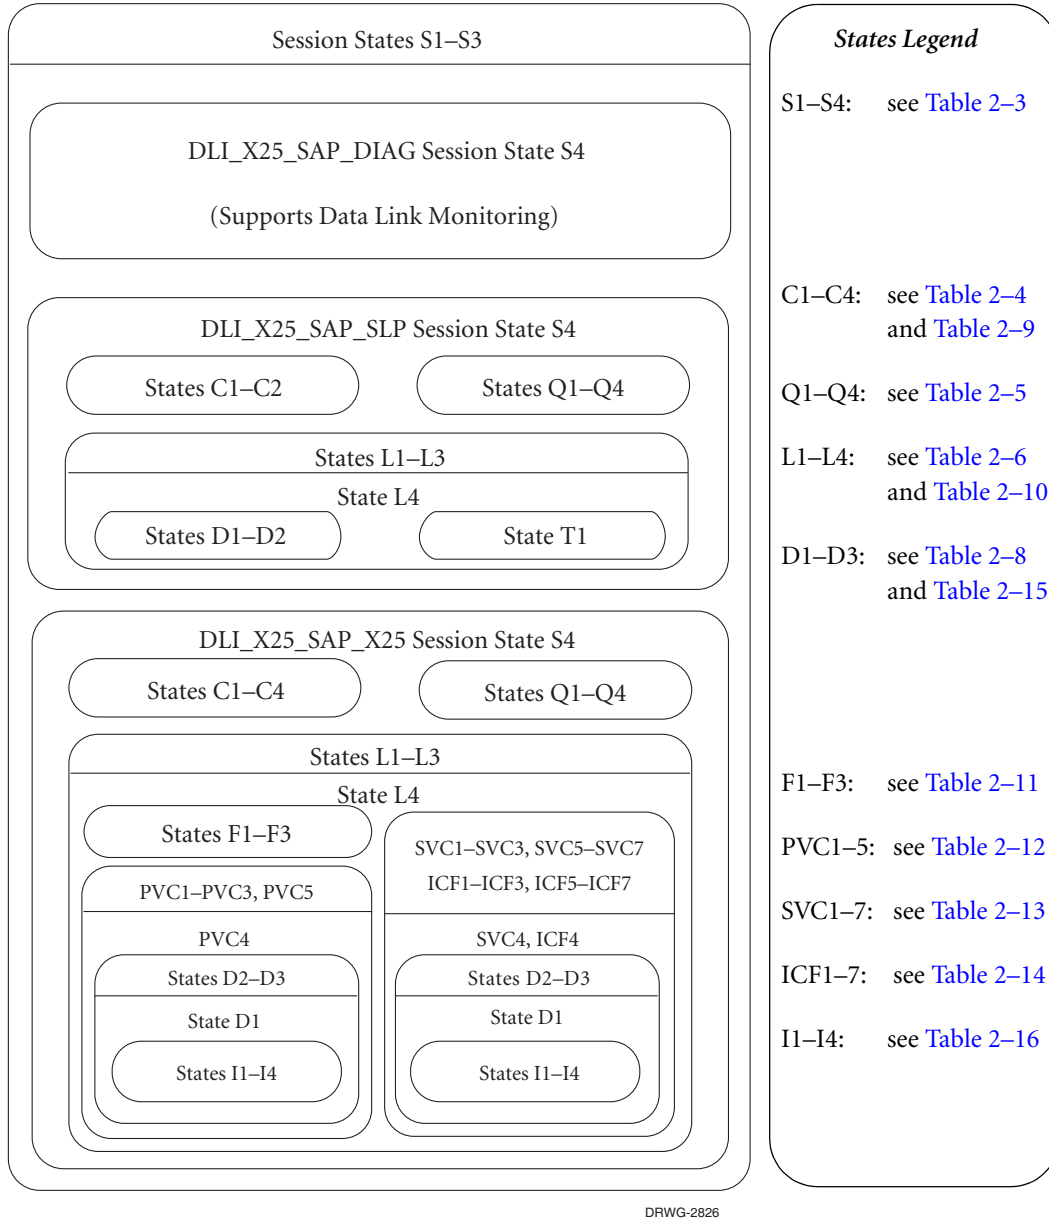 Session States S1–S3
DLI_X25_SAP_DIAG Session State S4
(Supports Data Link Monitoring)
DLI_X25_SAP_SLP Session State S4
States C1–C2
States Q1–Q4
States L1–L3
State L4
States D1–D2
State T1
DLI_X25_SAP_X25 Session State S4
States C1–C4
States Q1–Q4
States L1–L3
State L4
States F1–F3
PVC1–PVC3, PVC5
PVC4
States D2–D3
State D1
States I1–I4
SVC1–SVC3, SVC5–SVC7
ICF1–ICF3, ICF5–ICF7
SVC4, ICF4
States D2–D3
State D1
States I1–I4
States Legend
S1–S4: see Table 2–3
C1–C4: see Table 2–4
and Table 2–9
Q1–Q4: see Table 2–5
L1–L4: see Table 2–6
and Table 2–10
D1–D3: see Table 2–8
and Table 2–15
F1–F3: see Table 2–11
PVC1–5: see Table 2–12
SVC1–7: see Table 2–13
ICF1–7: see Table 2–14
I1–I4: see Table 2–16
DRWG-2826